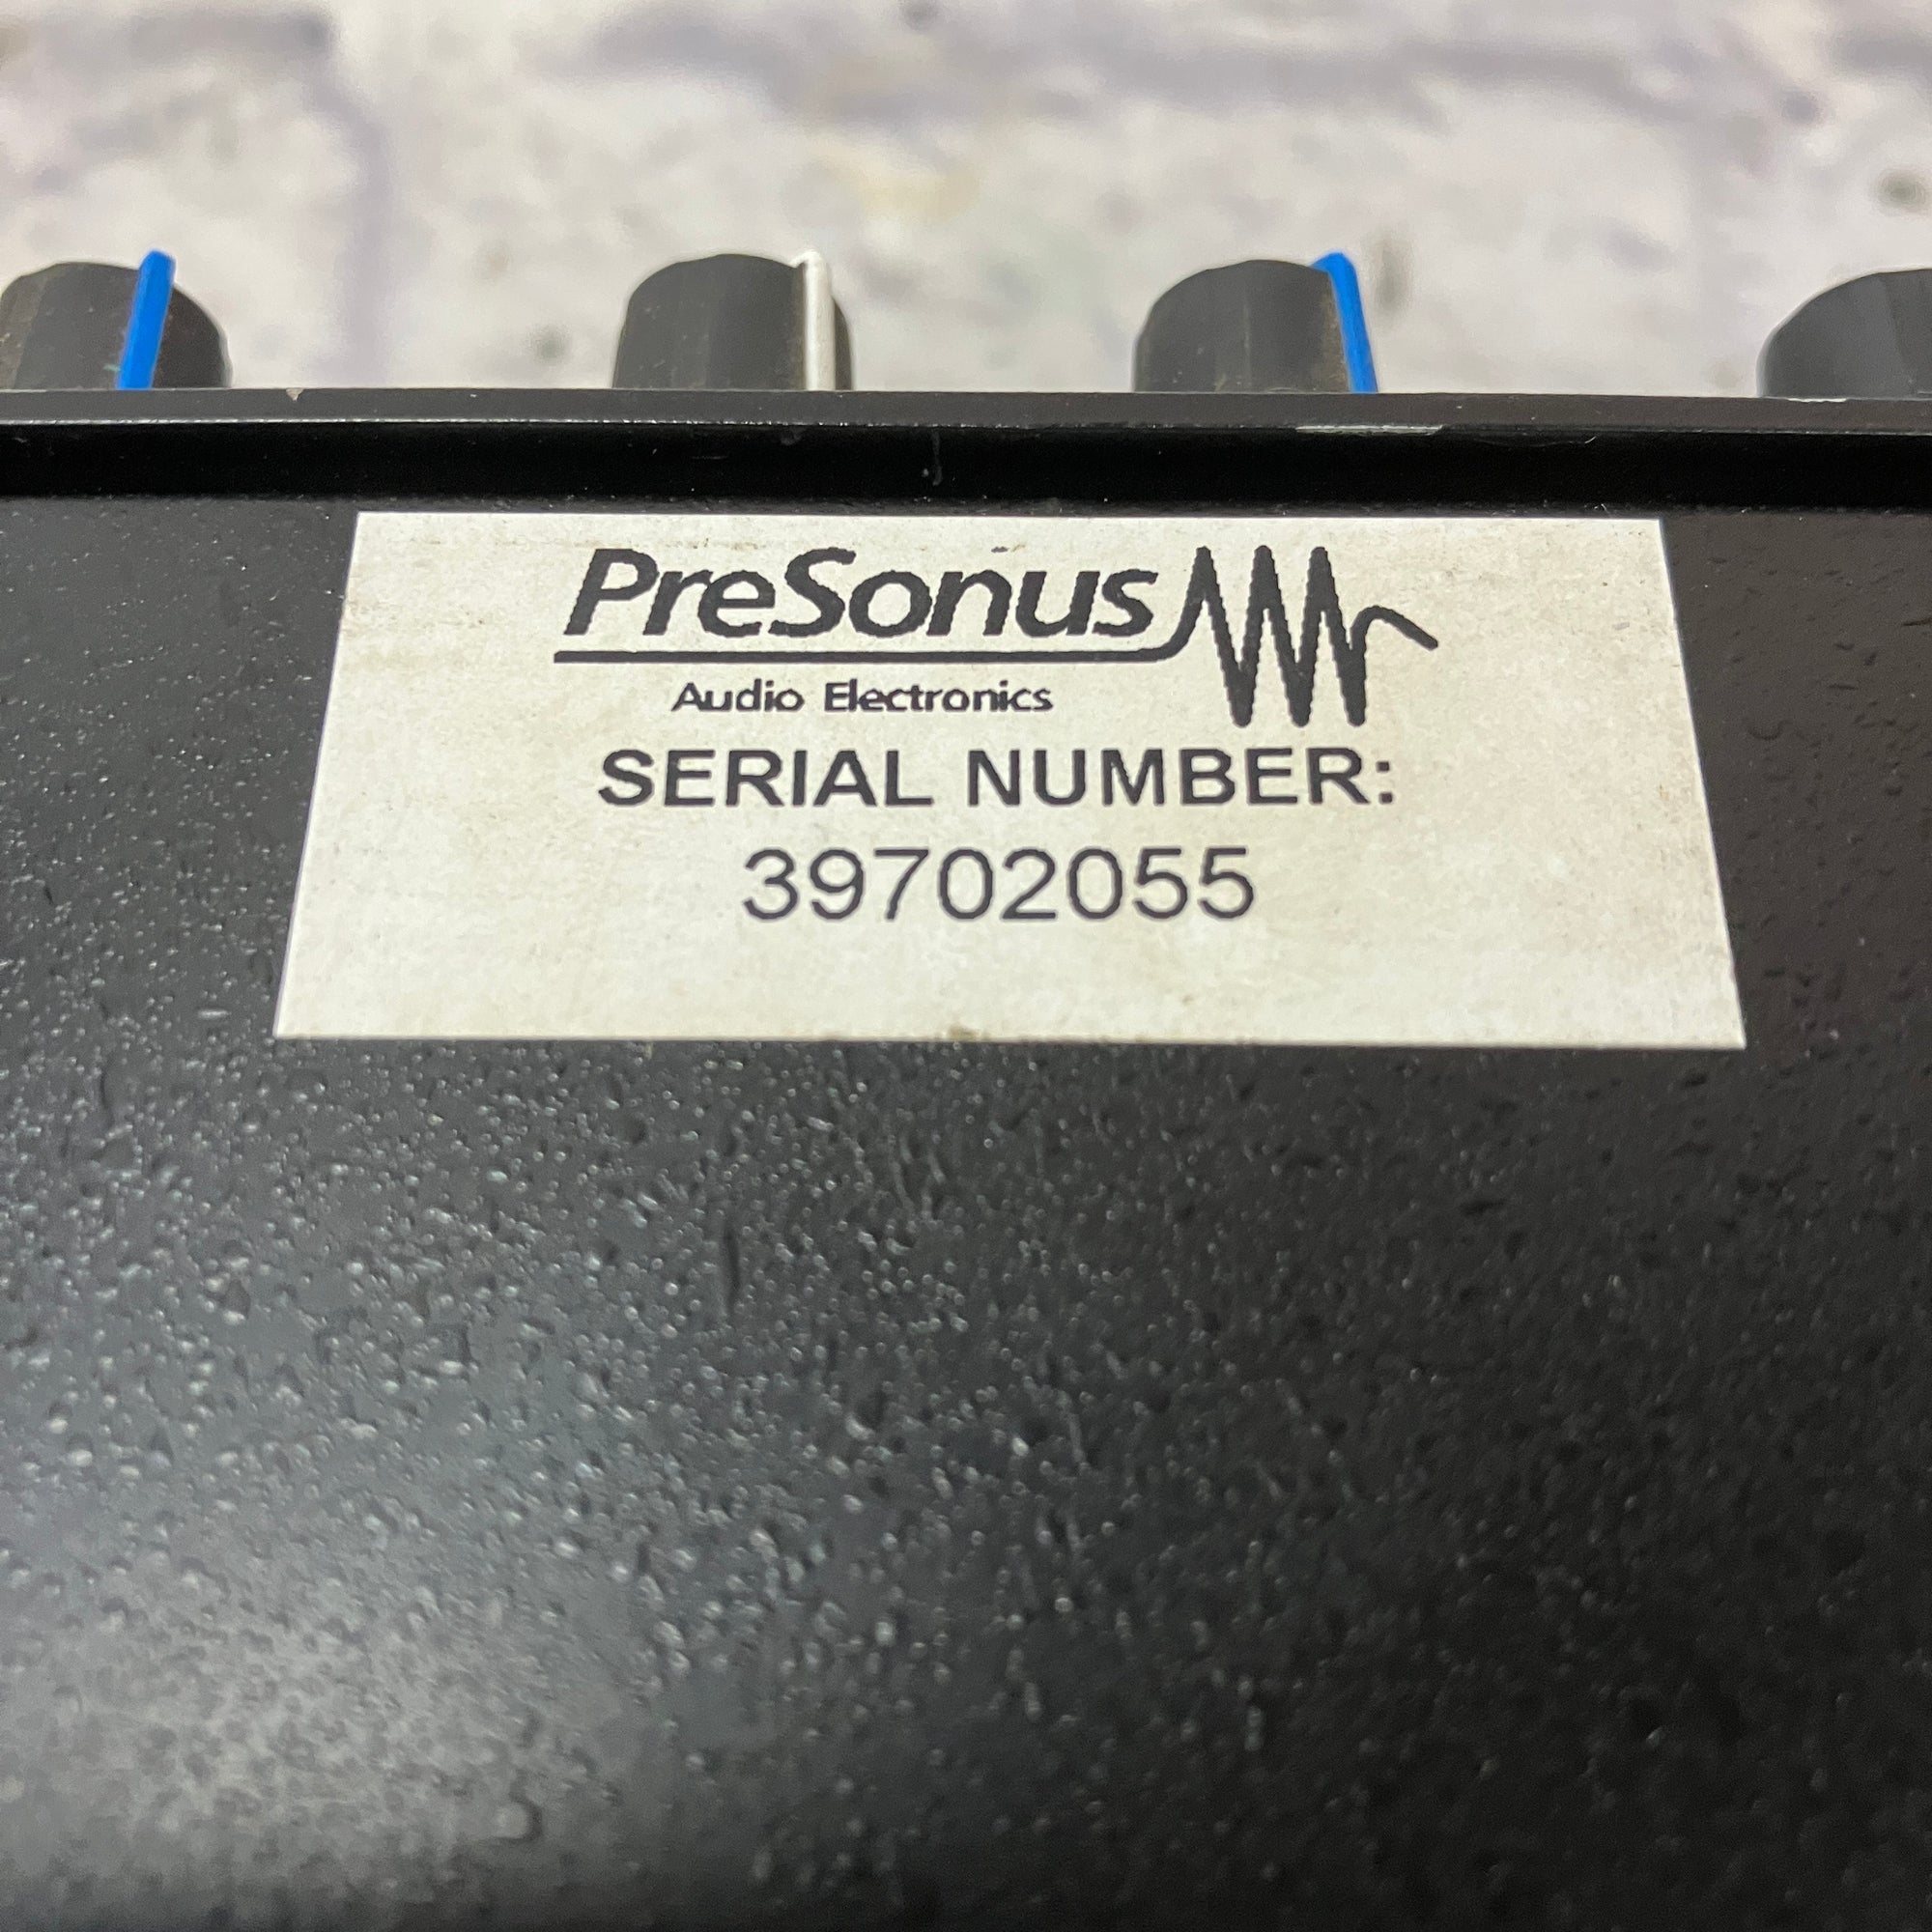 PreSonus
Audio Electronics
SERIAL NUMBER:
39702055